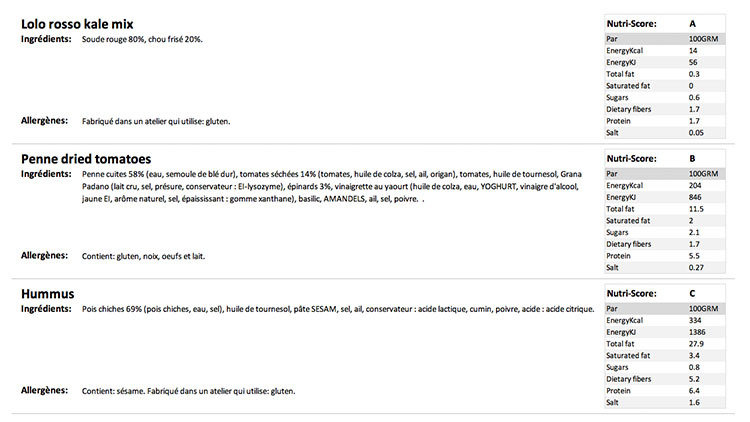 Lolo rosso kale mix
Ingrédients: Soude rouge 80%, chou frisé 20%.
Allergènes: Fabriqué dans un atelier qui utilise: gluten.
Nutri-Score: A
Par 100GRM
EnergyKcal 14
EnergyKJ 56
Total fat 0.3
Saturated fat 0
Sugars 0.6
Dietary fibers 1.7
Protein 1.7
Salt 0.05
Penne dried tomatoes
Ingrédients: Penne cuites 58% (eau, semoule de blé dur), tomates séchées 14% (tomates, huile de colza, sel, ail, origan), tomates, huile de tournesol, Grana
Padano (lait cru, sel, présure, conservateur : EI-lysozyme), épinards 3%, vinaigrette au yaourt (huile de colza, eau, YOGHURT, vinaigre d'alcool,
jaune EI, arôme naturel, sel, épaississant : gomme xanthane), basilic, AMANDELS, ail, sel, poivre. .
Allergènes: Contient: gluten, noix, oeufs et lait.
Nutri-Score: B
Par 100GRM
EnergyKcal 204
EnergyKJ 846
Total fat 11.5
Saturated fat 2
Sugars 2.1
Dietary fibers 1.7
Protein 5.5
Salt 0.27
Hummus
Ingrédients: Pois chiches 69% (pois chiches, eau, sel), huile de tournesol, pâte SESAM, sel, ail, conservateur : acide lactique, cumin, poivre, acide : acide citrique.
Allergènes: Contient: sésame. Fabriqué dans un atelier qui utilise: gluten.
Nutri-Score: C
Par 100GRM
EnergyKcal 334
EnergyKJ 1386
Total fat 27.9
Saturated fat 3.4
Sugars 0.8
Dietary fibers 5.2
Protein 6.4
Salt 1.6